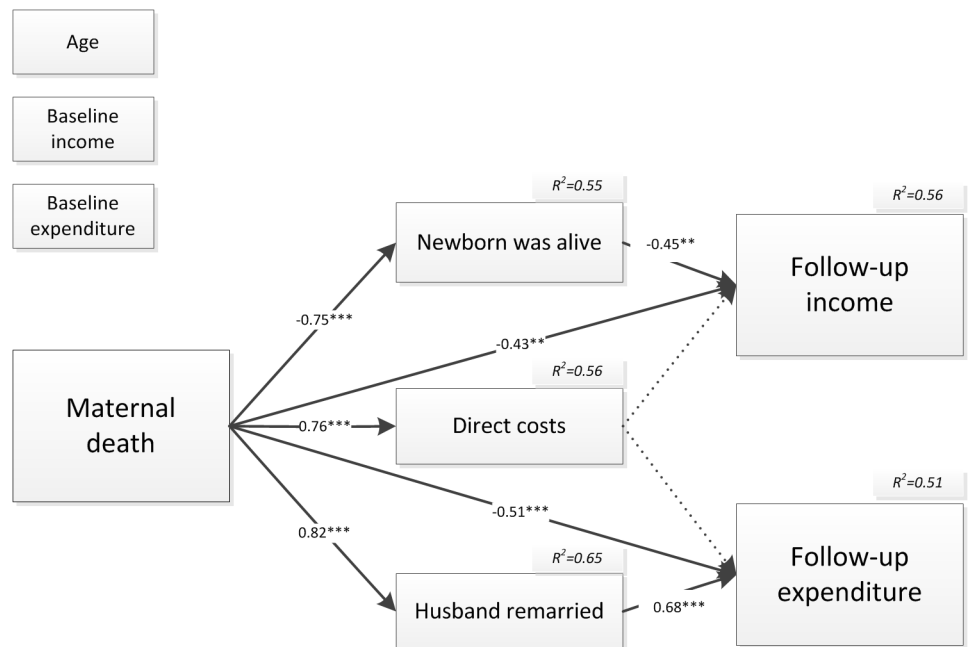 Age
Baseline
income
Baseline
expenditure
R²=0.55
Newborn was alive
-0.45**
R²=0.56
Follow-up
income
-0.75***
-0.43**
R²=0.56
Maternal
death
0.76***
Direct costs
-0.51***
R²=0.51
Follow-up
expenditure
0.82***
R²=0.65
Husband remarried
0.68***